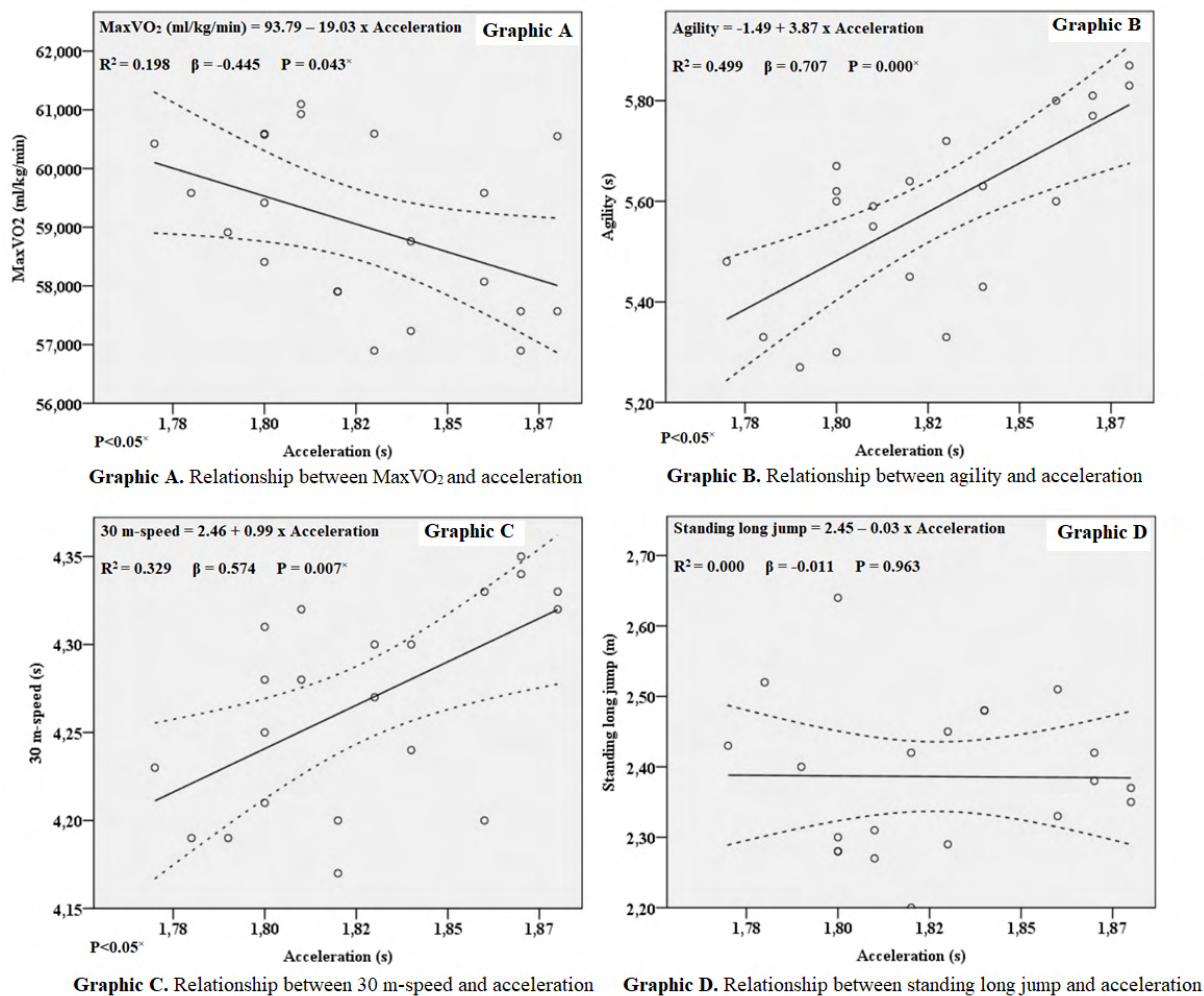 MaxVO₂ (ml/kg/min) = 93.79 – 19.03 x Acceleration
Graphic A
R² = 0.198 β = -0.445 P = 0.043×
62,000
61,000
60,000
59,000
58,000
57,000
56,000
MaxVO2 (ml/kg/min)
1,78 1,80 1,82 1,85 1,87
P<0.05×
Acceleration (s)
Graphic A. Relationship between MaxVO₂ and acceleration
Agility = -1.49 + 3.87 x Acceleration
Graphic B
R² = 0.499 β = 0.707 P = 0.000×
5,80
5,60
5,40
5,20
Agility (s)
1,78 1,80 1,82 1,85 1,87
P<0.05×
Acceleration (s)
Graphic B. Relationship between agility and acceleration
30 m-speed = 2.46 + 0.99 x Acceleration
Graphic C
R² = 0.329 β = 0.574 P = 0.007×
4,35
4,30
4,25
4,20
4,15
30 m-speed (s)
1,78 1,80 1,82 1,85 1,87
P<0.05×
Acceleration (s)
Graphic C. Relationship between 30 m-speed and acceleration
Standing long jump = 2.45 – 0.03 x Acceleration
Graphic D
R² = 0.000 β = -0.011 P = 0.963
2,70
2,60
2,50
2,40
2,30
2,20
Standing long jump (m)
1,78 1,80 1,82 1,85 1,87
Acceleration (s)
Graphic D. Relationship between standing long jump and acceleration